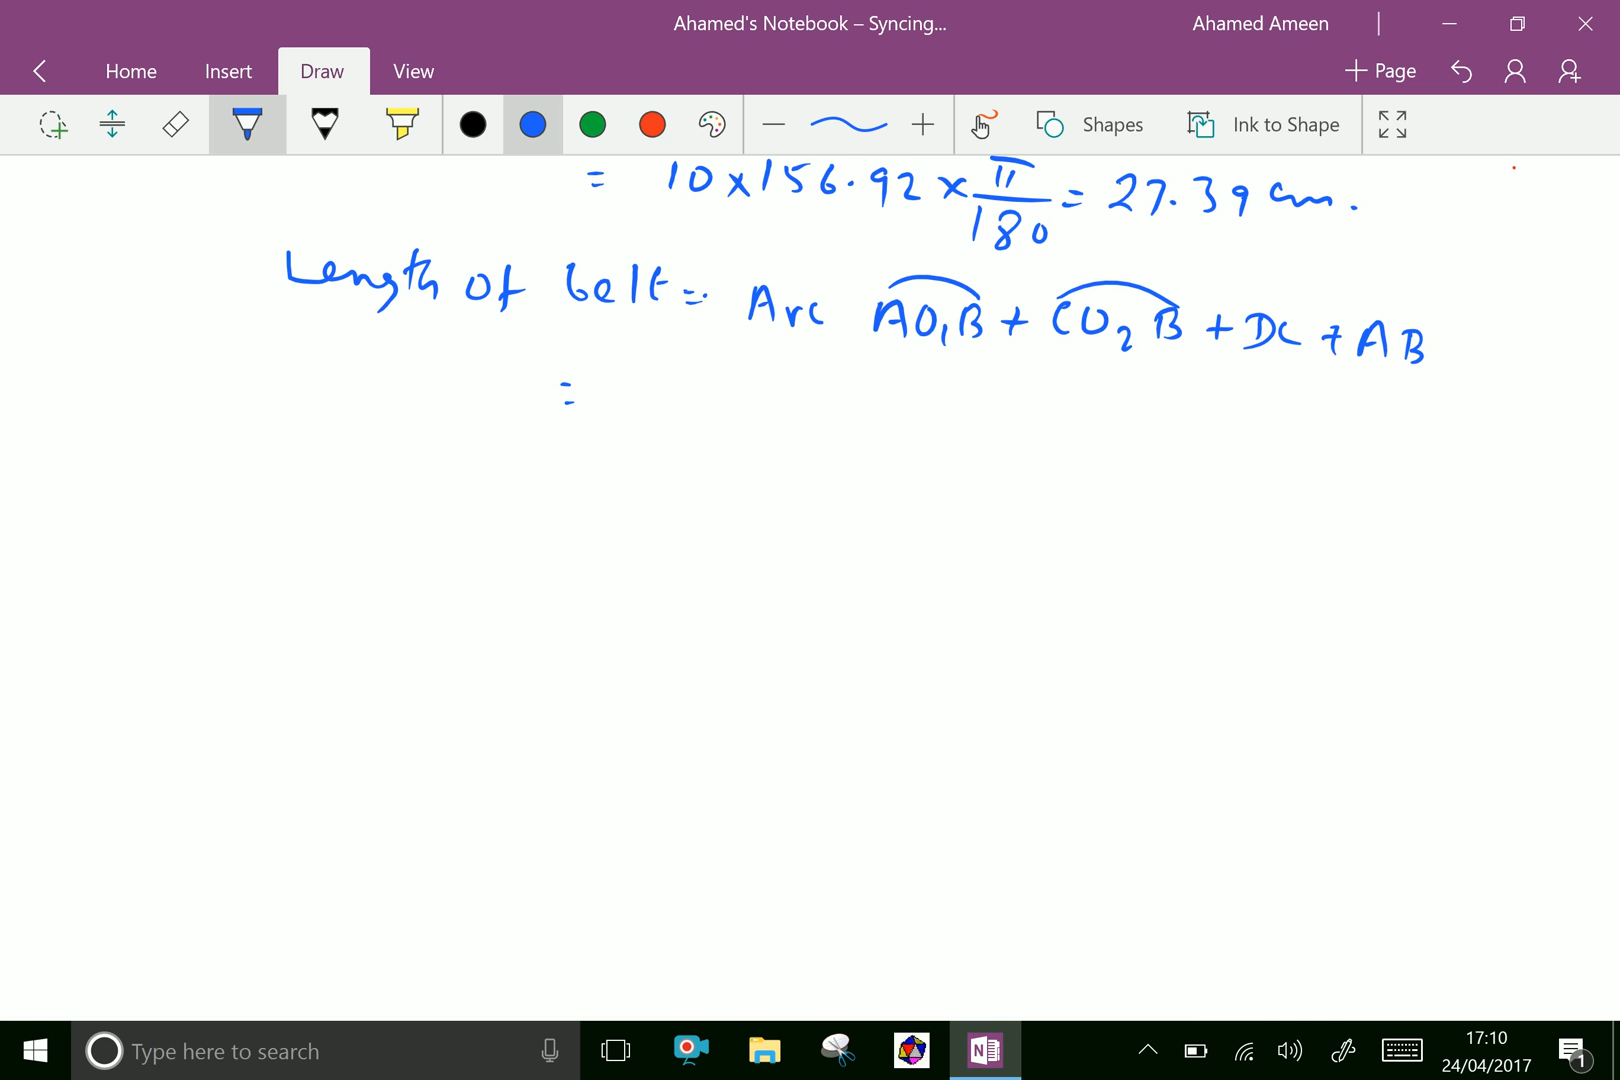 Ahamed's Notebook – Syncing...
Ahamed Ameen
Home Insert Draw View
Page
Shapes
Ink to Shape
= 10 × 156.92 × π/180 = 27.39 cm.
Length of belt = Arc AO₁B + CO₂B + DC + AB
=
Type here to search
N
17:10
24/04/2017
1